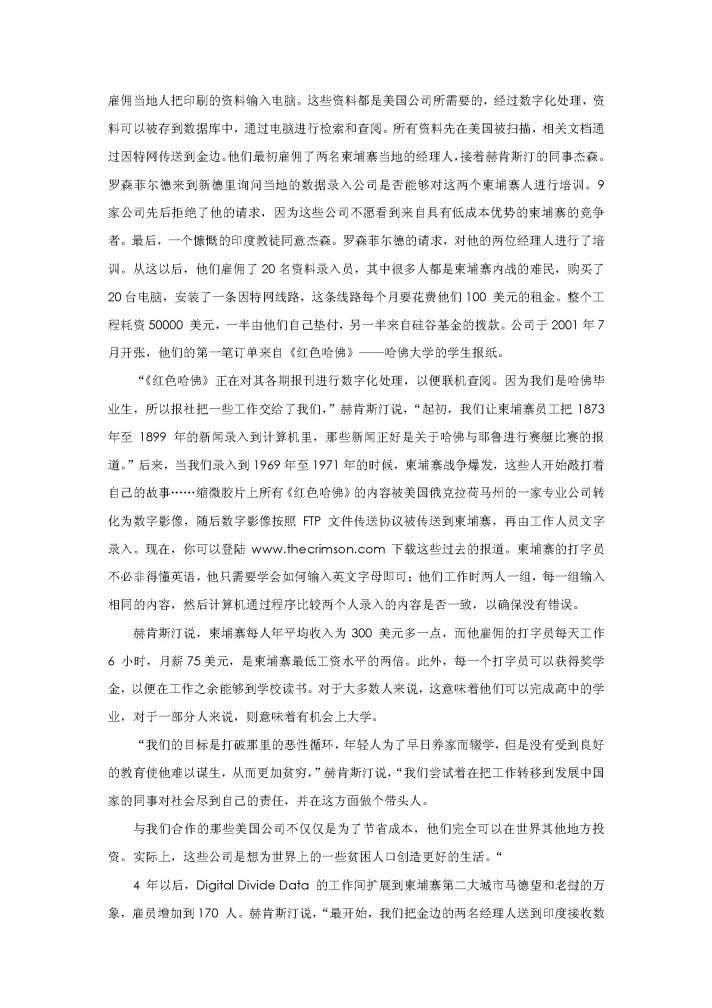 雇佣当地人把印刷的资料输入电脑。这些资料都是美国公司所需要的，经过数字化处理，资
料可以被存到数据库中，通过电脑进行检索和查阅。所有资料先在美国被扫描，相关文档通
过因特网传送到金边。他们最初雇佣了两名柬埔寨当地的经理人，接着赫肯斯汀的同事杰森。
罗森菲尔德来到新德里询问当地的数据录入公司是否能够对这两个柬埔寨人进行培训。9
家公司先后拒绝了他的请求，因为这些公司不愿看到来自具有低成本优势的柬埔寨的竞争
者。最后，一个慷慨的印度教徒同意杰森。罗森菲尔德的请求，对他的两位经理人进行了培
训。从这以后，他们雇佣了20名资料录入员，其中很多人都是柬埔寨内战的难民，购买了
20台电脑，安装了一条因特网线路，这条线路每个月要花费他们100 美元的租金。整个工
程耗资50000 美元，一半由他们自己垫付，另一半来自硅谷基金的拨款。公司于2001年7
月开张，他们的第一笔订单来自《红色哈佛》——哈佛大学的学生报纸。
“《红色哈佛》正在对其各期报刊进行数字化处理，以便联机查阅。因为我们是哈佛毕
业生，所以报社把一些工作交给了我们，”赫肯斯汀说，“起初，我们让柬埔寨员工把1873
年至 1899 年的新闻录入到计算机里，那些新闻正好是关于哈佛与耶鲁进行赛艇比赛的报
道。”后来，当我们录入到1969年至1971年的时候，柬埔寨战争爆发，这些人开始敲打着
自己的故事……缩微胶片上所有《红色哈佛》的内容被美国俄克拉荷马州的一家专业公司转
化为数字影像，随后数字影像按照 FTP 文件传送协议被传送到柬埔寨，再由工作人员文字
录入。现在，你可以登陆 www.thecrimson.com 下载这些过去的报道。柬埔寨的打字员
不必非得懂英语，他只需要学会如何输入英文字母即可；他们工作时两人一组，每一组输入
相同的内容，然后计算机通过程序比较两个人录入的内容是否一致，以确保没有错误。
赫肯斯汀说，柬埔寨每人年平均收入为 300 美元多一点，而他雇佣的打字员每天工作
6 小时，月薪75美元，是柬埔寨最低工资水平的两倍。此外，每一个打字员可以获得奖学
金，以便在工作之余能够到学校读书。对于大多数人来说，这意味着他们可以完成高中的学
业，对于一部分人来说，则意味着有机会上大学。
“我们的目标是打破那里的恶性循环，年轻人为了早日养家而辍学，但是没有受到良好
的教育使他难以谋生，从而更加贫穷，”赫肯斯汀说，“我们尝试着在把工作转移到发展中国
家的同事对社会尽到自己的责任，并在这方面做个带头人。
与我们合作的那些美国公司不仅仅是为了节省成本，他们完全可以在世界其他地方投
资。实际上，这些公司是想为世界上的一些贫困人口创造更好的生活。“
4 年以后，Digital Divide Data 的工作间扩展到柬埔寨第二大城市马德望和老挝的万
象，雇员增加到170 人。赫肯斯汀说，“最开始，我们把金边的两名经理人送到印度接收数